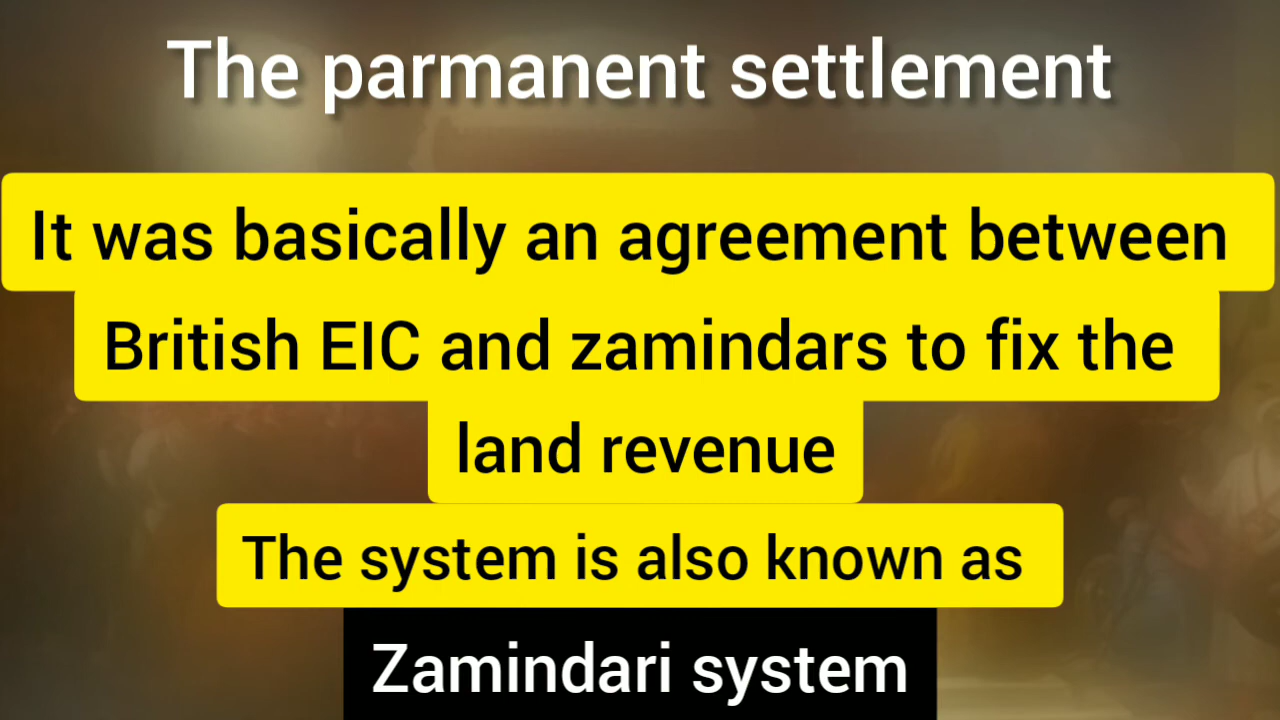 The parmanent settlement
It was basically an agreement between
British EIC and zamindars to fix the
land revenue
The system is also known as
Zamindari system